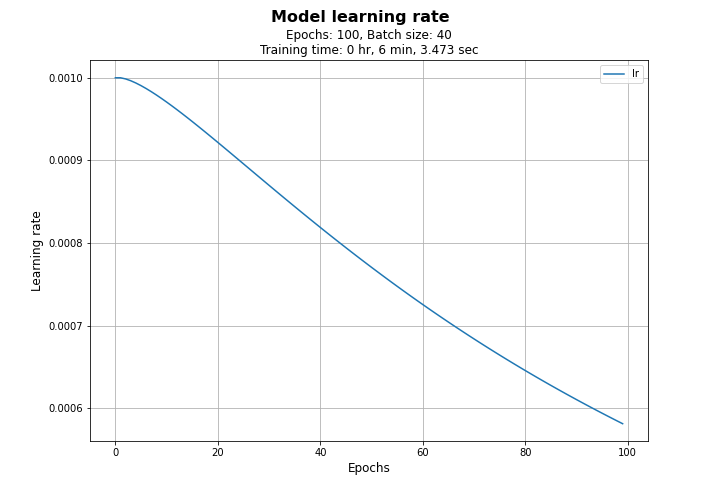 Model learning rate
Epochs: 100, Batch size: 40
Training time: 0 hr, 6 min, 3.473 sec
lr
0.0010
0.0009
0.0008
0.0007
0.0006
Learning rate
0 20 40 60 80 100
Epochs